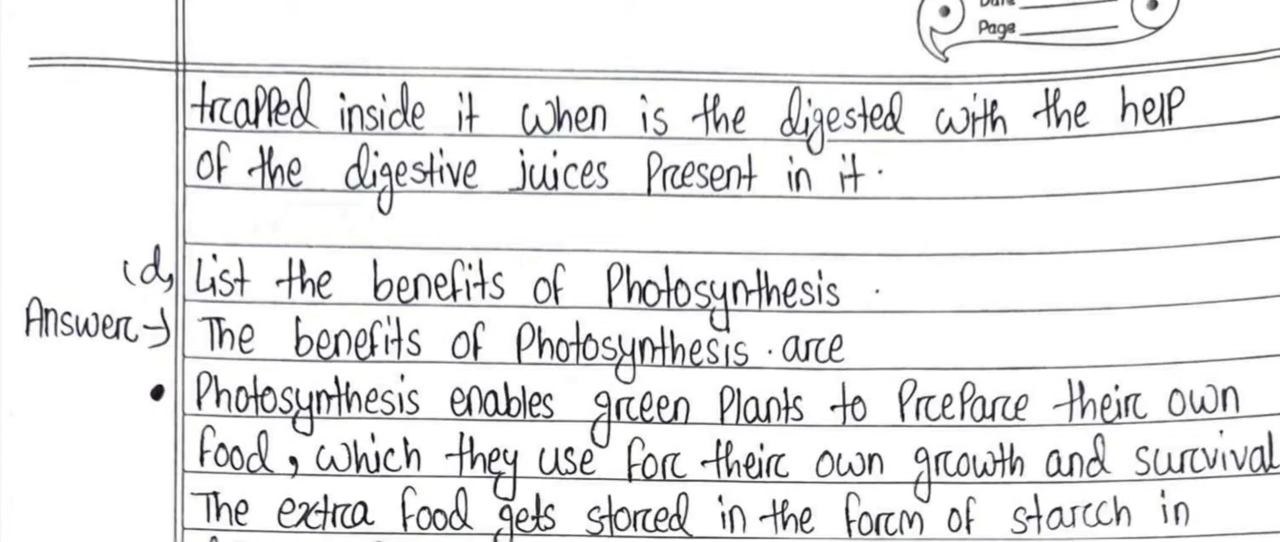 Page
trapped inside it when is the digested with the help
of the digestive juices Present in it.
(d) List the benefits of Photosynthesis.
Answer → The benefits of Photosynthesis. are
• Photosynthesis enables green Plants to Prepare their own
food, which they use for their own growth and survival
The extra food gets stored in the form of starch in